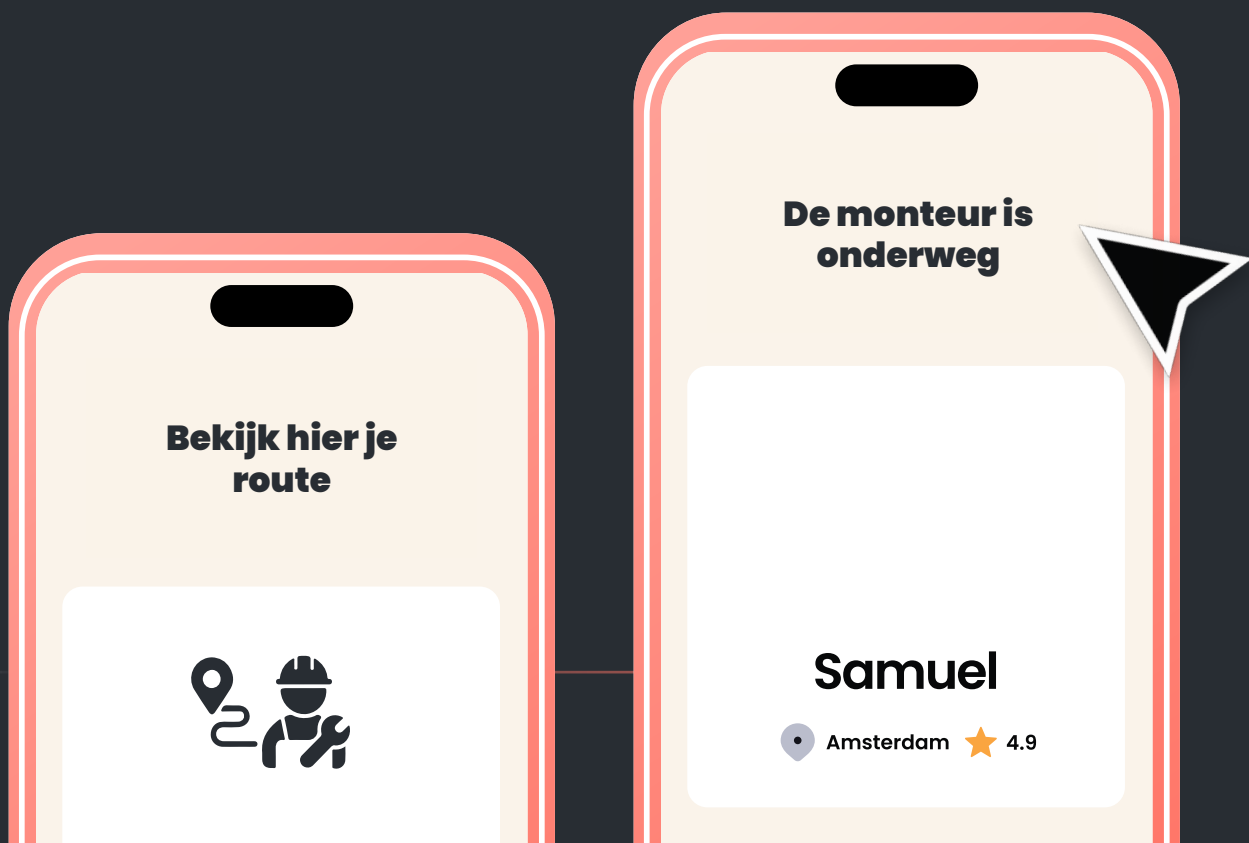 Bekijk hier je
route
De monteur is
onderweg
Samuel
Amsterdam 4.9